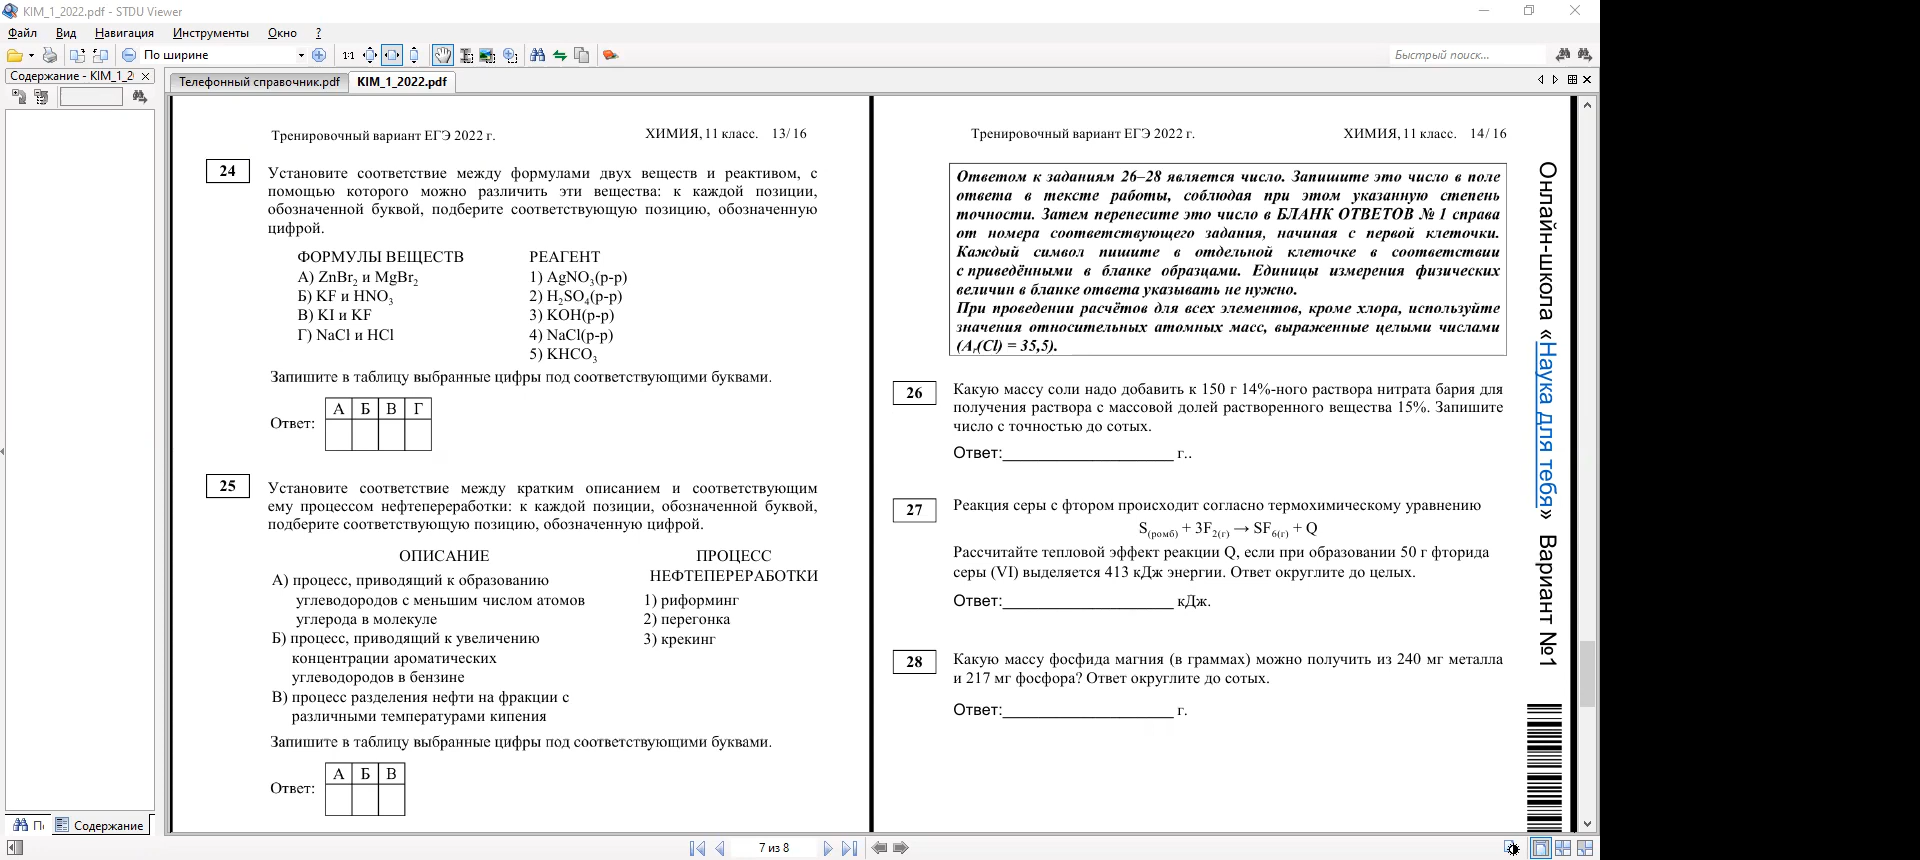 KIM_1_2022.pdf - STDU Viewer
Файл Вид Навигация Инструменты Окно ?
По ширине 1:1 Быстрый поиск...
Содержание - KIM_1_2(
Телефонный справочник.pdf KIM_1_2022.pdf
Тренировочный вариант ЕГЭ 2022 г. ХИМИЯ, 11 класс. 13/ 16
24
Установите соответствие между формулами двух веществ и реактивом, с
помощью которого можно различить эти вещества: к каждой позиции,
обозначенной буквой, подберите соответствующую позицию, обозначенную
цифрой.
ФОРМУЛЫ ВЕЩЕСТВ РЕАГЕНТ
А) ZnBr2 и MgBr2 1) AgNO3(р-р)
Б) KF и HNO3 2) H2SO4(р-р)
В) KI и KF 3) KOH(р-р)
Г) NaCl и HCl 4) NaCl(р-р)
5) KHCO3
Запишите в таблицу выбранные цифры под соответствующими буквами.
А Б В Г
Ответ:
25
Установите соответствие между кратким описанием и соответствующим
ему процессом нефтепереработки: к каждой позиции, обозначенной буквой,
подберите соответствующую позицию, обозначенную цифрой.
ОПИСАНИЕ ПРОЦЕСС
НЕФТЕПЕРЕРАБОТКИ
А) процесс, приводящий к образованию
углеводородов с меньшим числом атомов 1) риформинг
углерода в молекуле 2) перегонка
Б) процесс, приводящий к увеличению 3) крекинг
концентрации ароматических
углеводородов в бензине
В) процесс разделения нефти на фракции с
различными температурами кипения
Запишите в таблицу выбранные цифры под соответствующими буквами.
А Б В
Ответ:
Тренировочный вариант ЕГЭ 2022 г. ХИМИЯ, 11 класс. 14/ 16
Ответом к заданиям 26–28 является число. Запишите это число в поле
ответа в тексте работы, соблюдая при этом указанную степень
точности. Затем перенесите это число в БЛАНК ОТВЕТОВ № 1 справа
от номера соответствующего задания, начиная с первой клеточки.
Каждый символ пишите в отдельной клеточке в соответствии
с приведёнными в бланке образцами. Единицы измерения физических
величин в бланке ответа указывать не нужно.
При проведении расчётов для всех элементов, кроме хлора, используйте
значения относительных атомных масс, выраженные целыми числами
(Ar(Cl) = 35,5).
26
Какую массу соли надо добавить к 150 г 14%-ного раствора нитрата бария для
получения раствора с массовой долей растворенного вещества 15%. Запишите
число с точностью до сотых.
Ответ:___________________ г..
27
Реакция серы с фтором происходит согласно термохимическому уравнению
S(ромб) + 3F2(г) → SF6(г) + Q
Рассчитайте тепловой эффект реакции Q, если при образовании 50 г фторида
серы (VI) выделяется 413 кДж энергии. Ответ округлите до целых.
Ответ:___________________ кДж.
28
Какую массу фосфида магния (в граммах) можно получить из 240 мг металла
и 217 мг фосфора? Ответ округлите до сотых.
Ответ:___________________ г.
Онлайн-школа «Наука для тебя» Вариант №1
Содержание
7 из 8